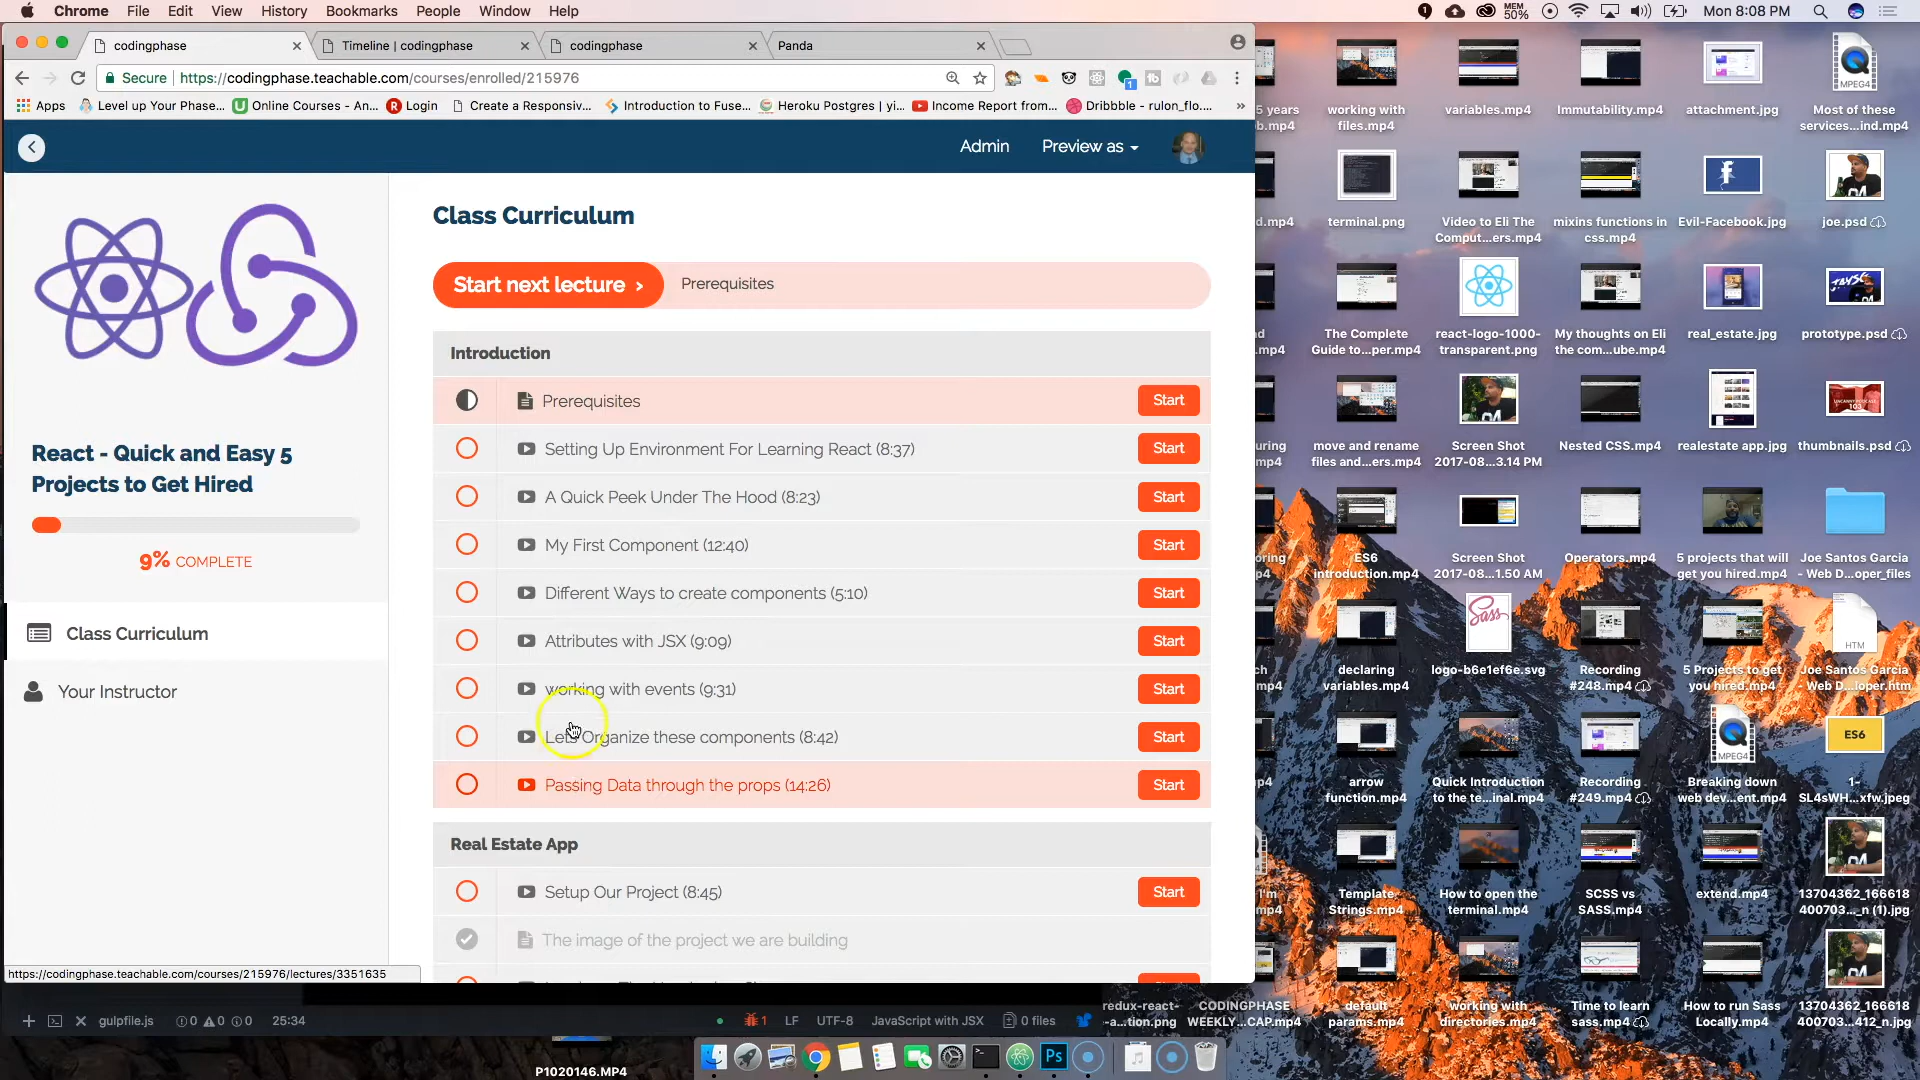 Chrome File Edit View History Bookmarks People Window Help
MEM 50% Mon 8:08 PM
codingphase
Timeline | codingphase
codingphase
Panda
Secure https://codingphase.teachable.com/courses/enrolled/215976
Apps Level up Your Phase... Online Courses - An... Login Create a Responsiv... Introduction to Fuse... Heroku Postgres | yi... Income Report from... Dribbble - rulon_flo.... »
Admin Preview as
React - Quick and Easy 5
Projects to Get Hired
9% COMPLETE
Class Curriculum
Your Instructor
Class Curriculum
Start next lecture › Prerequisites
Introduction
Prerequisites Start
Setting Up Environment For Learning React (8:37) Start
A Quick Peek Under The Hood (8:23) Start
My First Component (12:40) Start
Different Ways to create components (5:10) Start
Attributes with JSX (9:09) Start
working with events (9:31) Start
Lets Organize these components (8:42) Start
Passing Data through the props (14:26) Start
Real Estate App
Setup Our Project (8:45) Start
The image of the project we are building
https://codingphase.teachable.com/courses/215976/lectures/3351635
gulpfile.js 0 0 0 25:34
1 LF UTF-8 JavaScript with JSX 0 files
5 years
working with
files.mp4
variables.mp4
Immutability.mp4
attachment.jpg
Most of these
services...ind.mp4
MPEG4
terminal.png
Video to Eli The
Comput...ers.mp4
mixins functions in
css.mp4
Evil-Facebook.jpg
joe.psd
The Complete
Guide to...per.mp4
react-logo-1000-
transparent.png
My thoughts on Eli
the com...ube.mp4
real_estate.jpg
prototype.psd
move and rename
files and...ers.mp4
Screen Shot
2017-08...3.14 PM
Nested CSS.mp4
realestate app.jpg
thumbnails.psd
ES6
introduction.mp4
Screen Shot
2017-08...1.50 AM
Operators.mp4
5 projects that will
get you hired.mp4
Joe Santos Garcia
- Web D...oper_files
HTM
declaring
variables.mp4
logo-b6e1ef6e.svg
Recording
#248.mp4
5 Projects to get
you hired.mp4
Joe Santos Garcia
- Web D...loper.htm
MPEG4
ES6
arrow
function.mp4
Quick Introduction
to the te...inal.mp4
Recording
#249.mp4
Breaking down
web dev...ent.mp4
1-
SL4sWH...xfw.jpeg
Template
Strings.mp4
How to open the
terminal.mp4
SCSS vs
SASS.mp4
extend.mp4
13704362_166618
400703..._n (1).jpg
redux-react-
CODINGPHASE
WEEKLY...CAP.mp4
default
params.mp4
working with
directories.mp4
Time to learn
sass.mp4
How to run Sass
Locally.mp4
13704362_166618
400703...412_n.jpg
Ps
P1020146.MP4